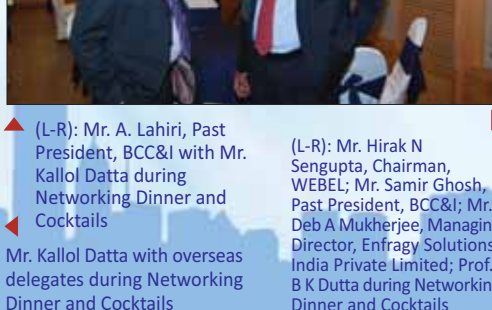 (L-R): Mr. A. Lahiri, Past
President, BCC&I with Mr.
Kallol Datta during
Networking Dinner and
Cocktails
Mr. Kallol Datta with overseas
delegates during Networking
Dinner and Cocktails
(L-R): Mr. Hirak N
Sengupta, Chairman,
WEBEL; Mr. Samir Ghosh,
Past President, BCC&I; Mr.
Deb A Mukherjee, Managin
Director, Enfragy Solutions
India Private Limited; Prof.
B K Dutta during Networkin
Dinner and Cocktails